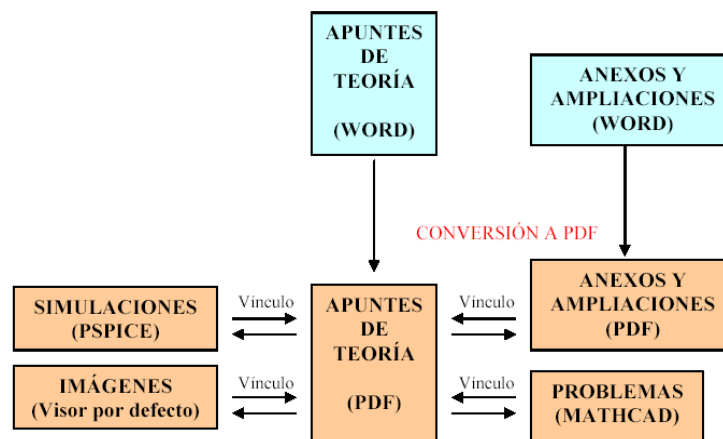 APUNTES
DE
TEORÍA
(WORD)
ANEXOS Y
AMPLIACIONES
(WORD)
CONVERSIÓN A PDF
SIMULACIONES
(PSPICE)
Vínculo
APUNTES
DE
TEORÍA
(PDF)
Vínculo
ANEXOS Y
AMPLIACIONES
(PDF)
IMÁGENES
(Visor por defecto)
Vínculo
Vínculo
PROBLEMAS
(MATHCAD)